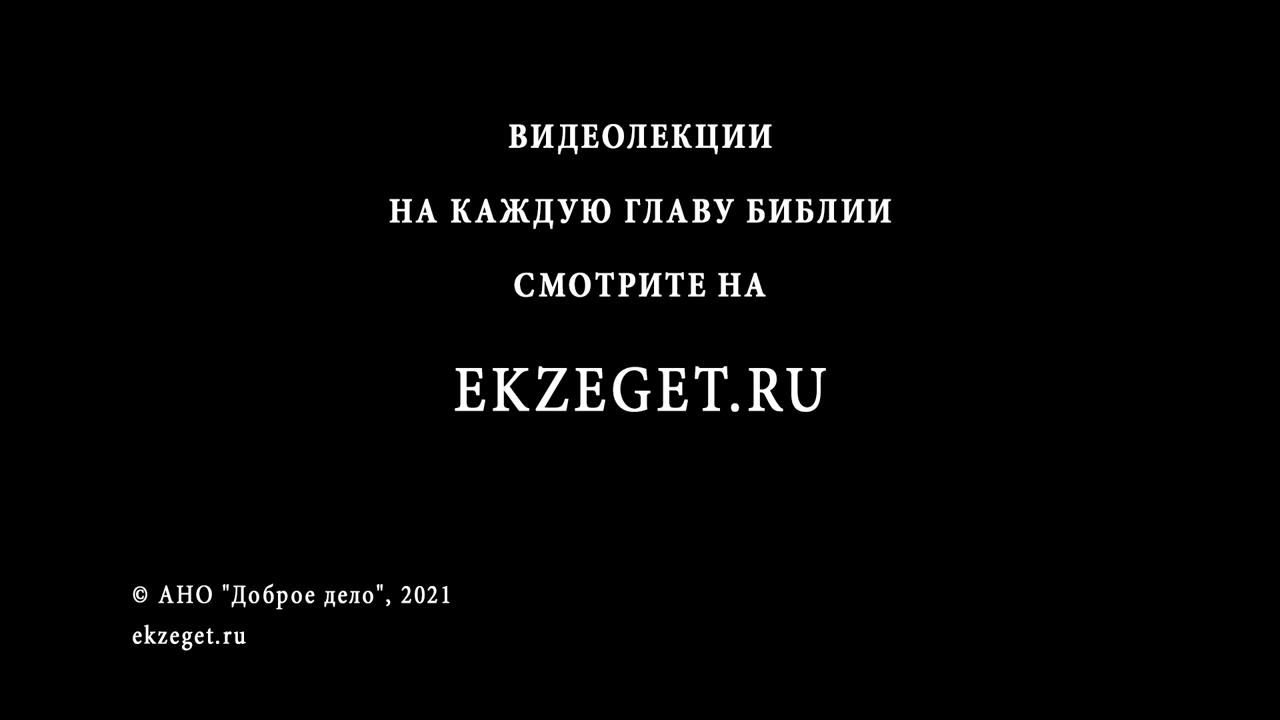 ВИДЕОЛЕКЦИИ
НА КАЖДУЮ ГЛАВУ БИБЛИИ
СМОТРИТЕ НА
EKZEGET.RU
© АНО "Доброе дело", 2021
ekzeget.ru